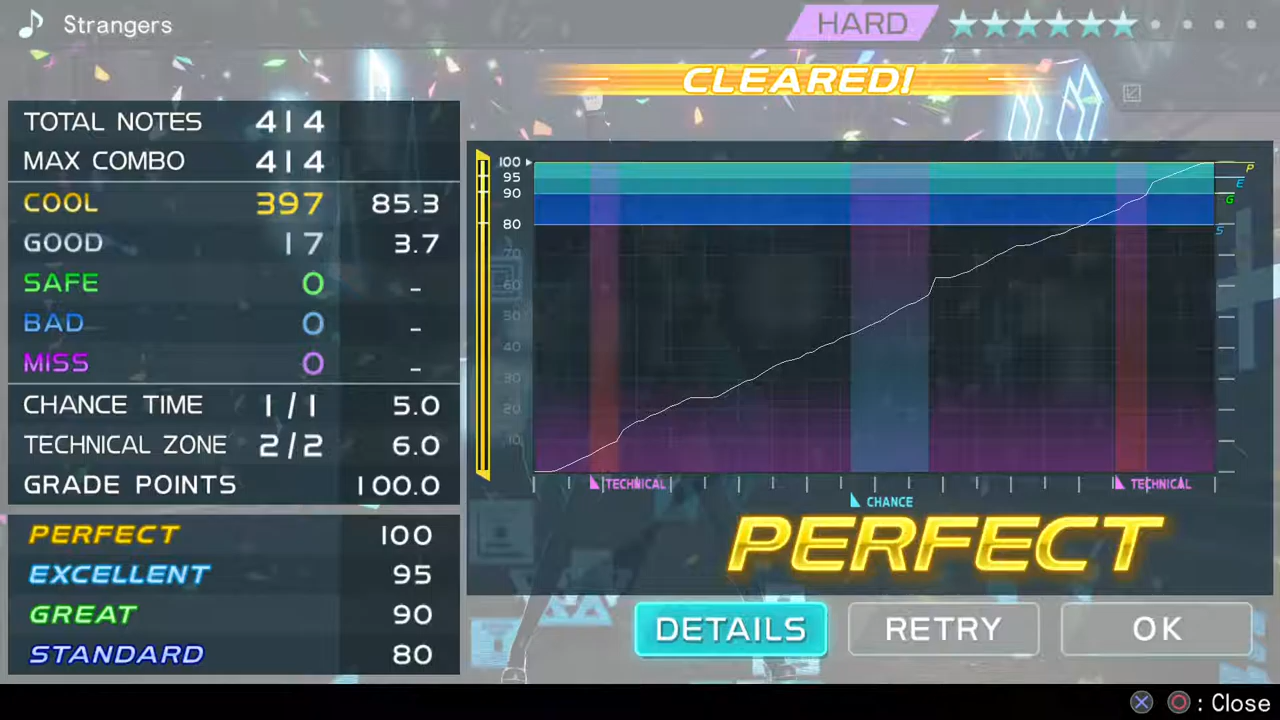 Strangers
HARD
CLEARED!
TOTAL NOTES 414
MAX COMBO 414
COOL 397 85.3
GOOD 17 3.7
SAFE 0 -
BAD 0 -
MISS 0 -
CHANCE TIME 1/1 5.0
TECHNICAL ZONE 2/2 6.0
GRADE POINTS 100.0
PERFECT 100
EXCELLENT 95
GREAT 90
STANDARD 80
100
95
90
80
70
60
50
40
30
20
10
P
E
G
S
TECHNICAL
CHANCE
TECHNICAL
PERFECT
DETAILS RETRY OK
: Close